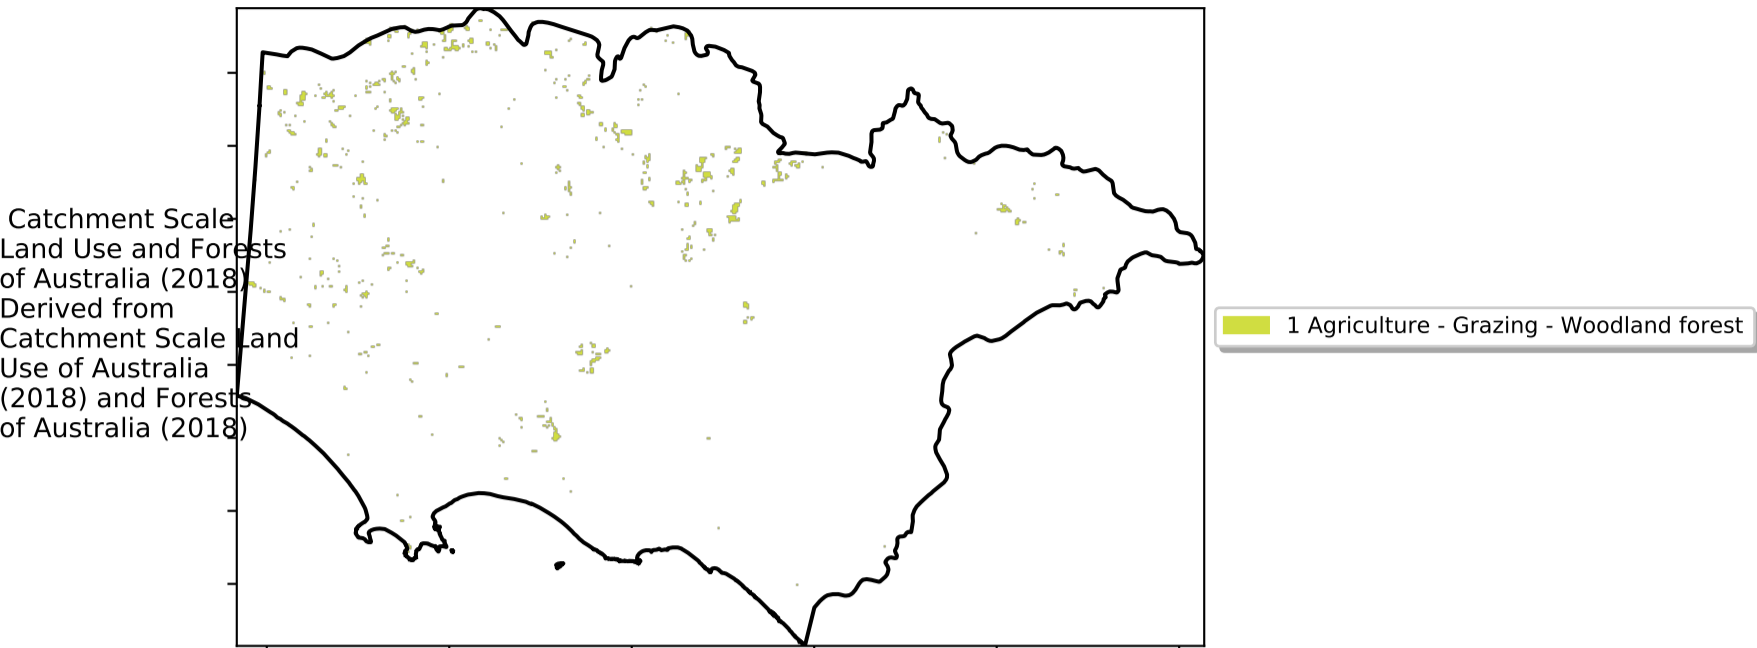 Catchment Scale
Land Use and Forests
of Australia (2018)
Derived from
Catchment Scale Land
Use of Australia
(2018) and Forests
of Australia (2018)
1 Agriculture - Grazing - Woodland forest